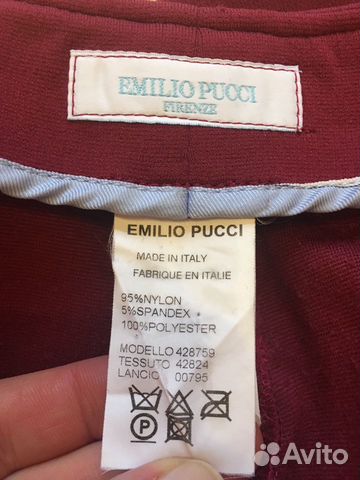 EMILIO PUCCI
FIRENZE
EMILIO PUCCI
MADE IN ITALY
FABRIQUE EN ITALIE
95%NYLON
5%SPANDEX
100%POLYESTER
MODELLO 428759
TESSUTO 42824
LANCIO 00795
P
Avito